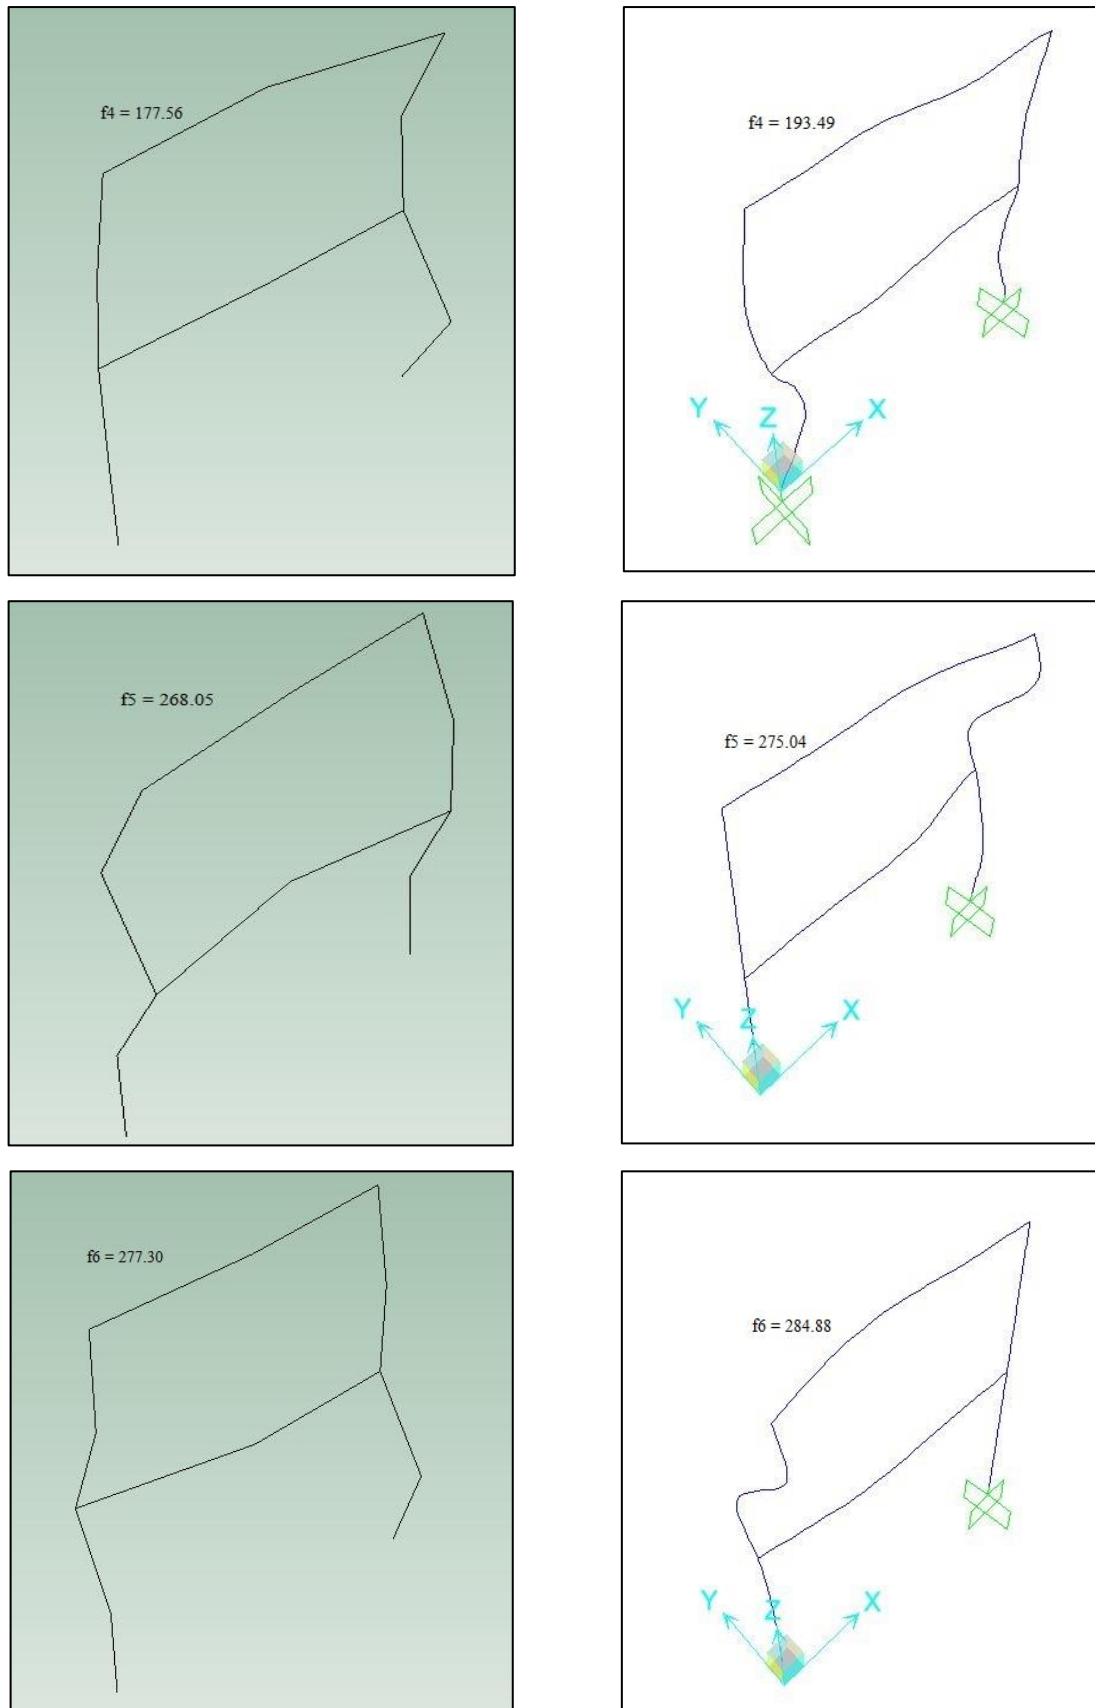 f4 = 177.56
f4 = 193.49
Y Z X
f5 = 268.05
f5 = 275.04
Y Z X
f6 = 277.30
f6 = 284.88
Y Z X